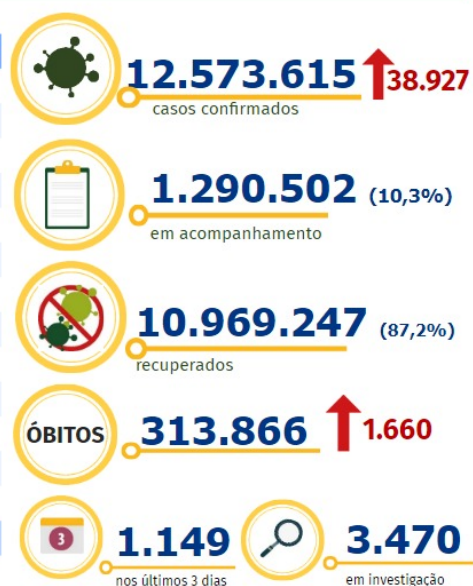 12.573.615 38.927
casos confirmados
1.290.502 (10,3%)
em acompanhamento
10.969.247 (87,2%)
recuperados
ÓBITOS 313.866 1.660
3 1.149
nos últimos 3 dias
3.470
em investigação